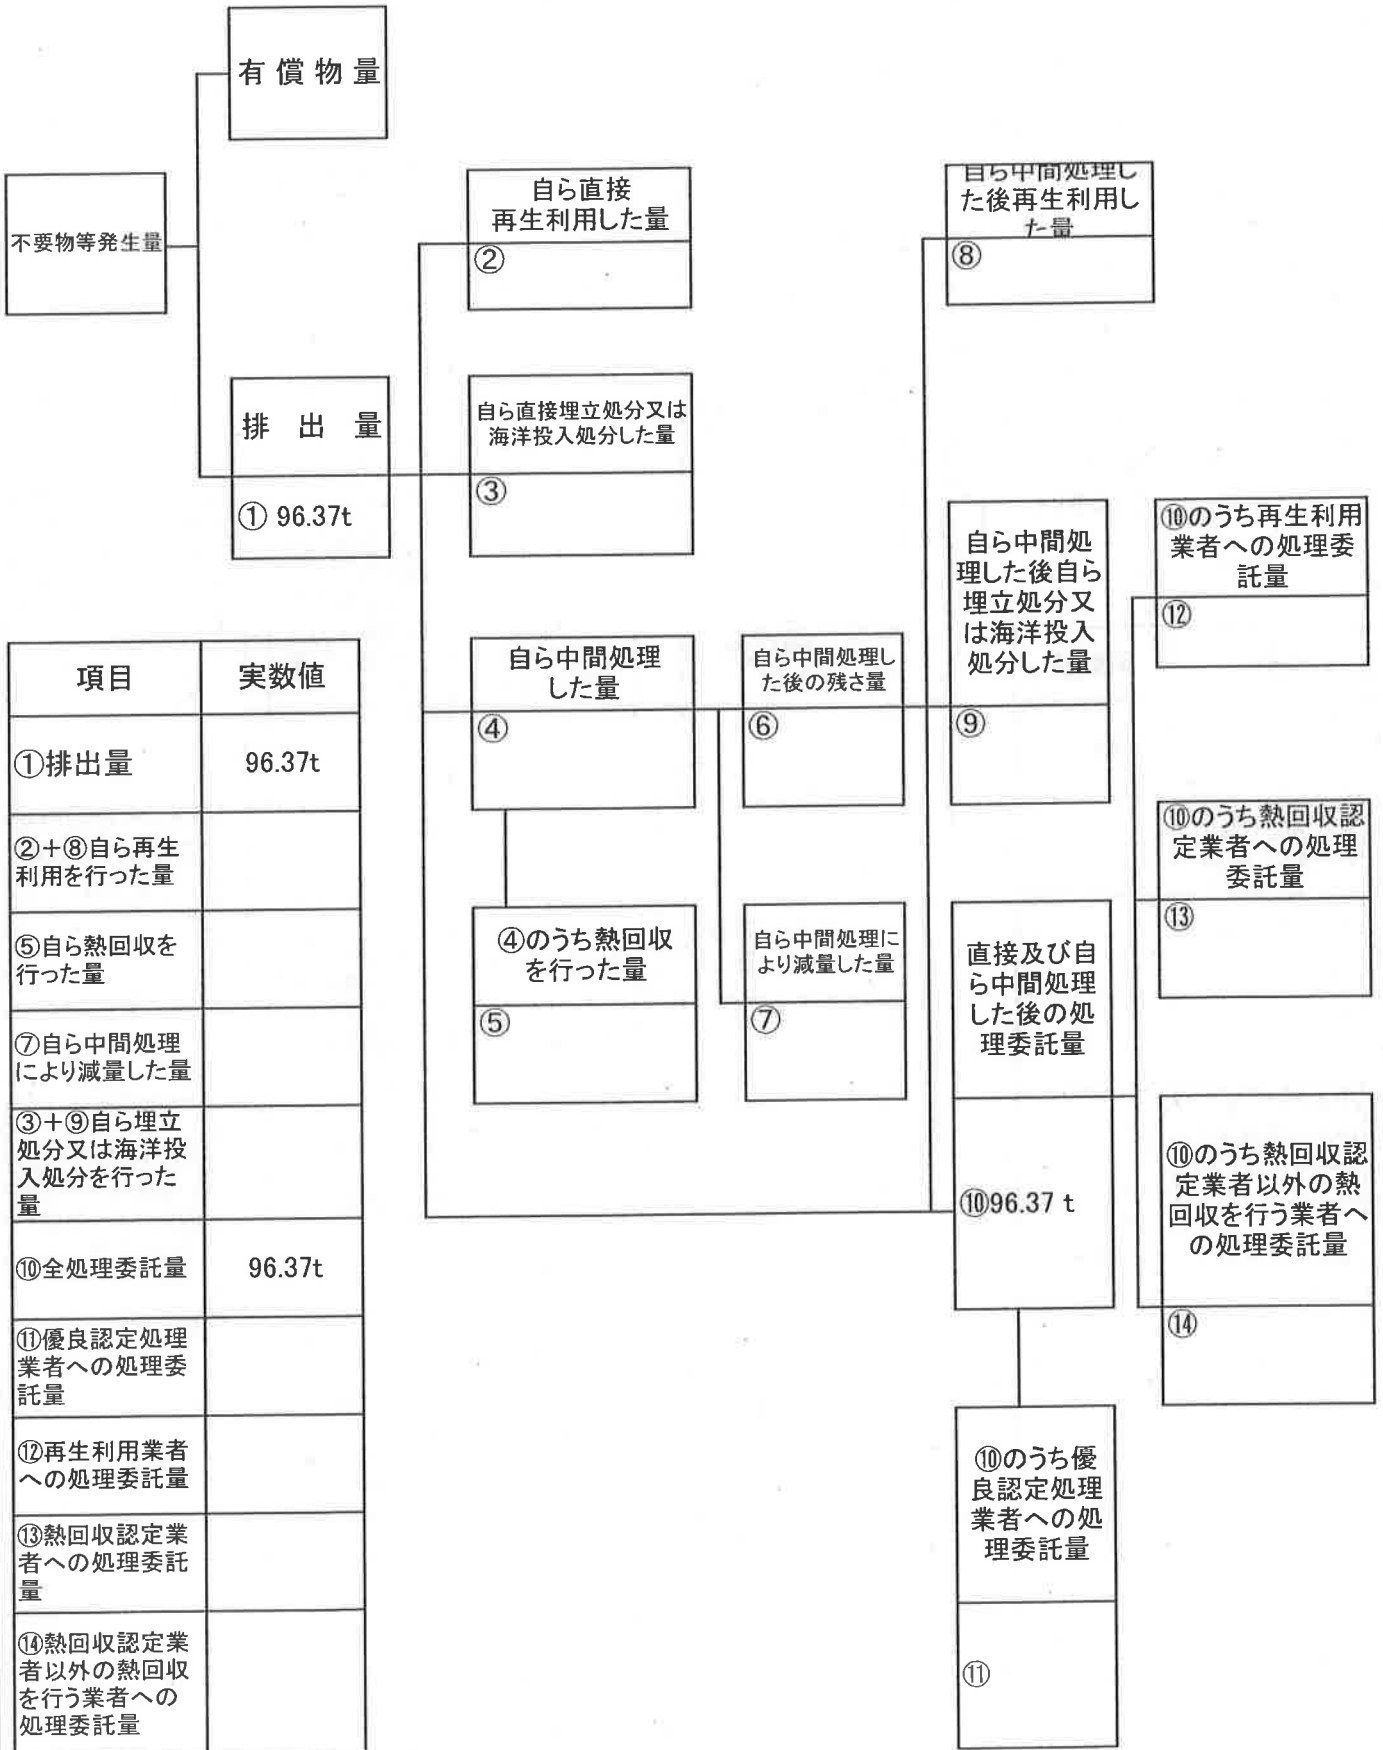 有償物量
不要物等発生量
排出量
① 96.37t
自ら直接
再生利用した量
②
自ら直接埋立処分又は
海洋投入処分した量
③
自ら中間処理
した量
④
④のうち熱回収
を行った量
⑤
自ら中間処理し
た後の残さ量
⑥
自ら中間処理に
より減量した量
⑦
自ら中間処理し
た後再生利用し
た量
⑧
自ら中間処
理した後自ら
埋立処分又
は海洋投入
処分した量
⑨
直接及び自
ら中間処理
した後の処
理委託量
⑩96.37 t
⑩のうち優
良認定処理
業者への処
理委託量
⑪
⑩のうち再生利用
業者への処理委
託量
⑫
⑩のうち熱回収認
定業者への処理
委託量
⑬
⑩のうち熱回収認
定業者以外の熱
回収を行う業者へ
の処理委託量
⑭
項目 実数値
①排出量 96.37t
②+⑧自ら再生
利用を行った量
⑤自ら熱回収を
行った量
⑦自ら中間処理
により減量した量
③+⑨自ら埋立
処分又は海洋投
入処分を行った
量
⑩全処理委託量 96.37t
⑪優良認定処理
業者への処理委
託量
⑫再生利用業者
への処理委託量
⑬熱回収認定業
者への処理委託
量
⑭熱回収認定業
者以外の熱回収
を行う業者への
処理委託量